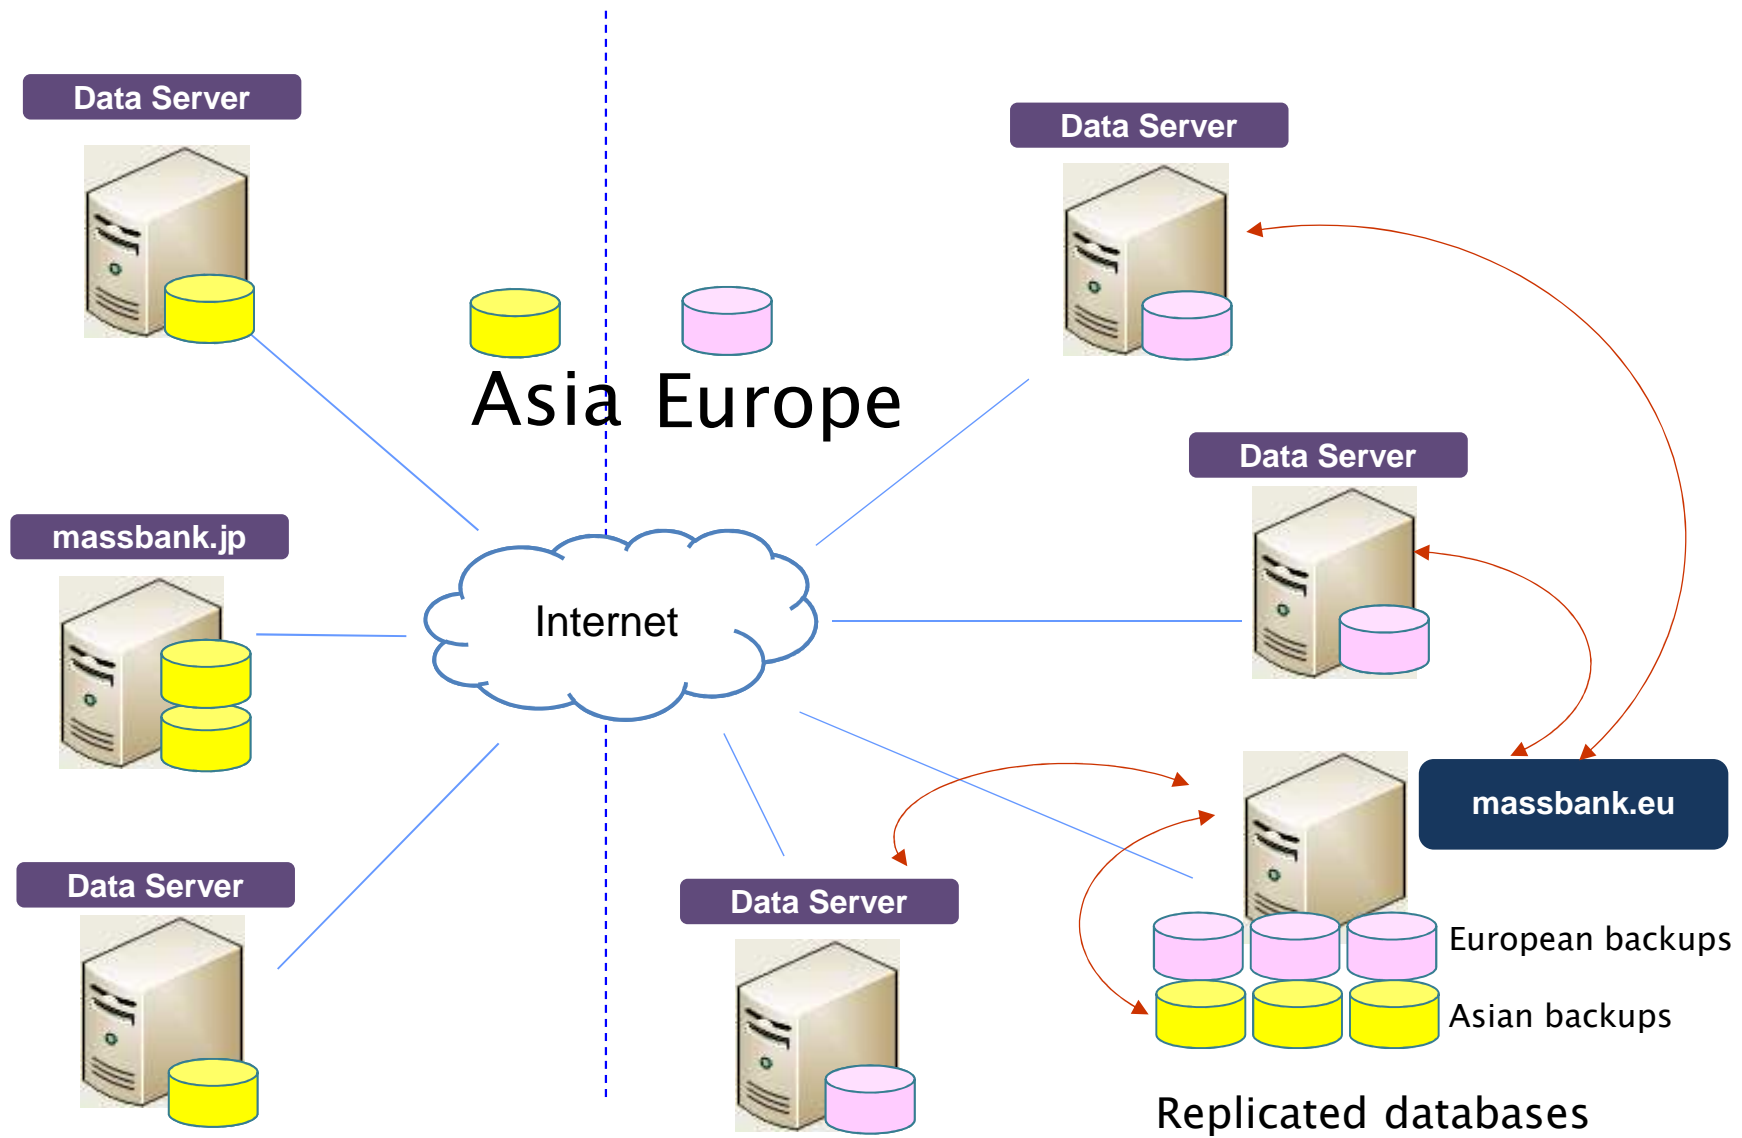 Data Server
Data Server
Asia
Europe
Data Server
massbank.jp
Internet
massbank.eu
Data Server
Data Server
European backups
Asian backups
Replicated databases